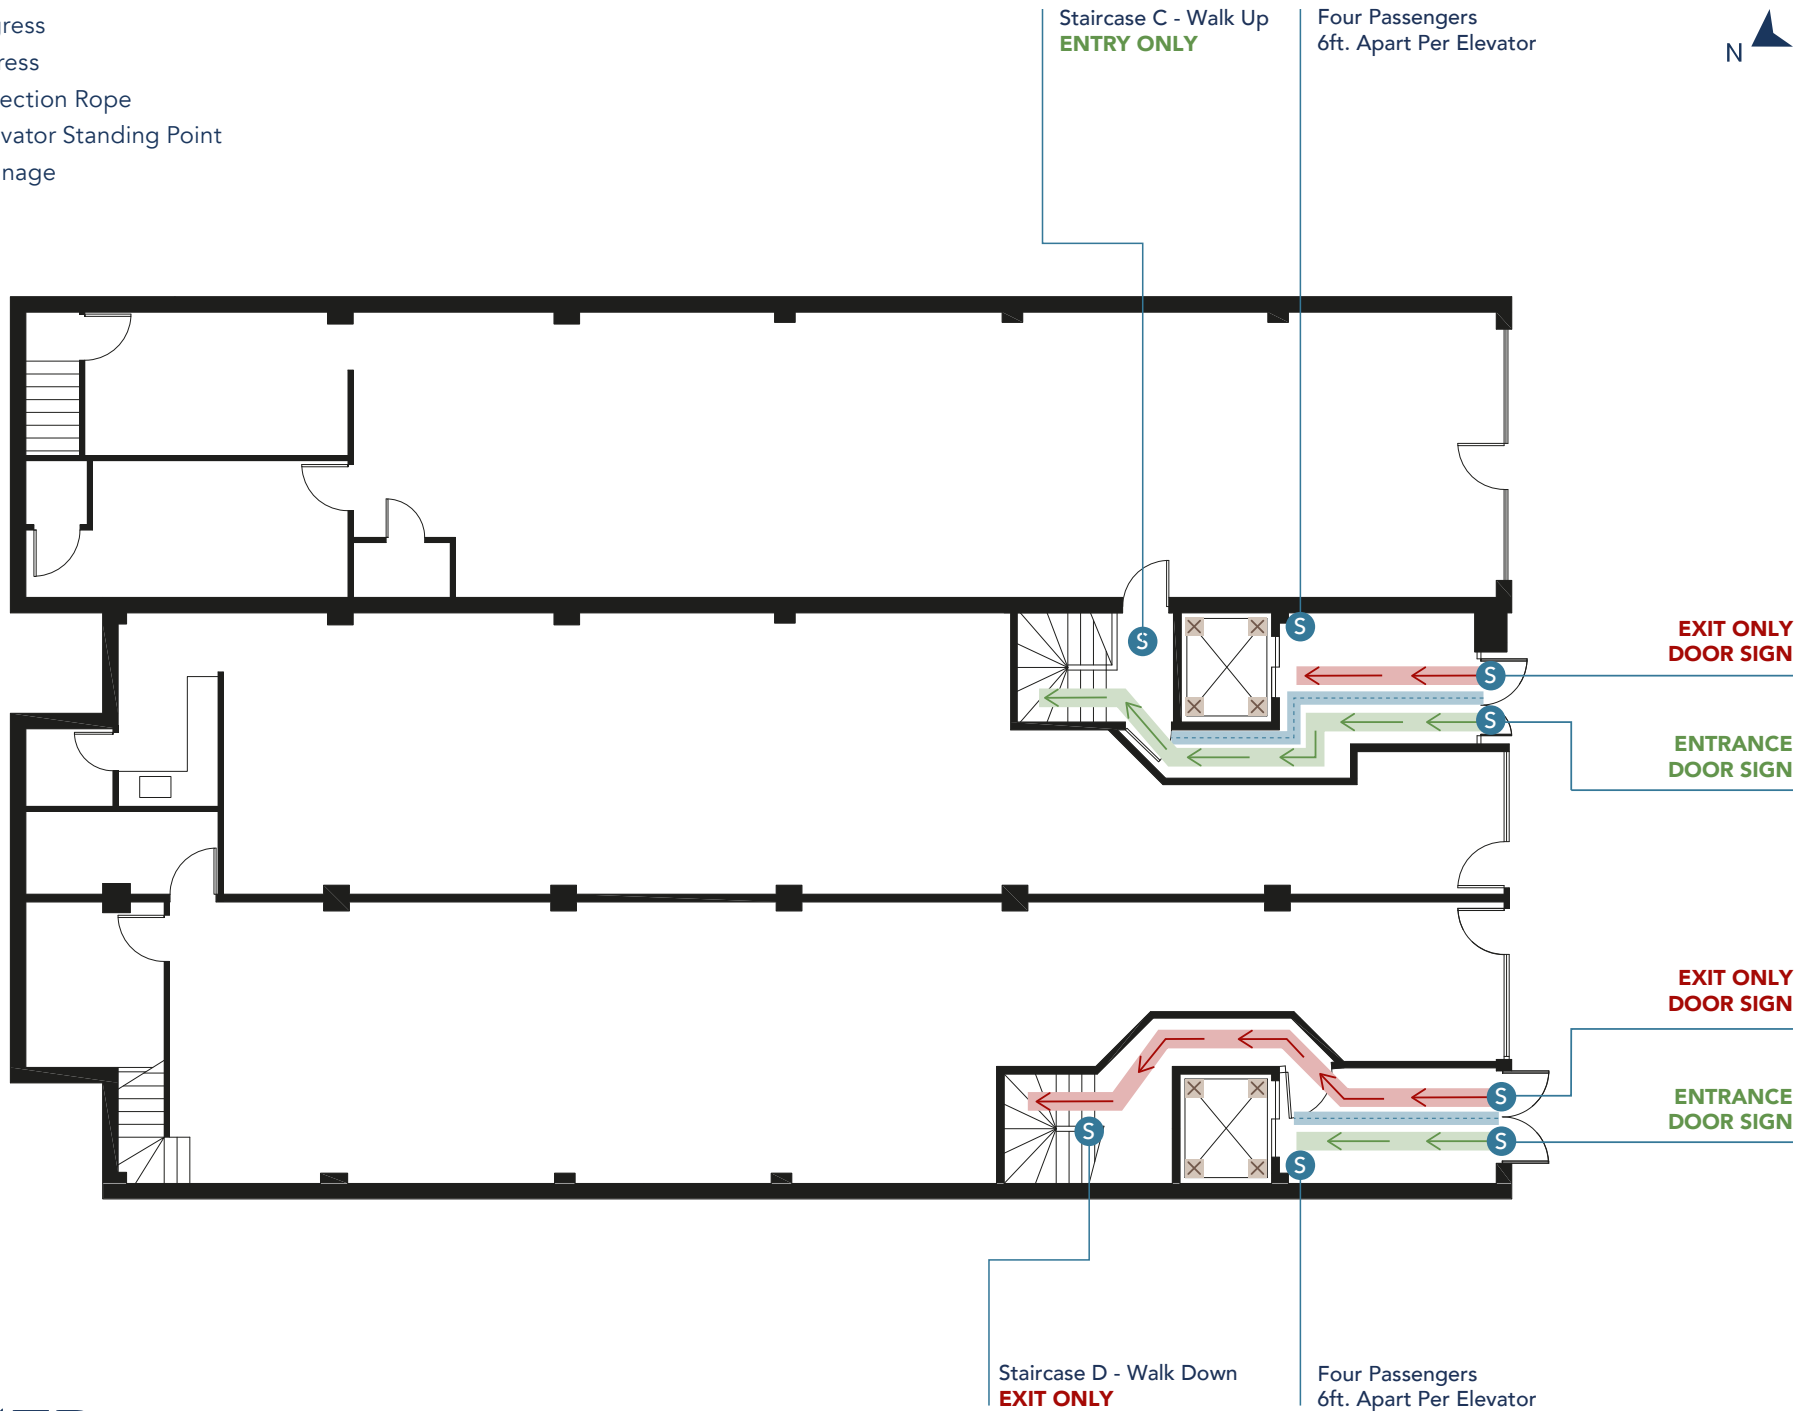 gress
ress
ection Rope
vator Standing Point
nage
Staircase C - Walk Up
ENTRY ONLY
Four Passengers
6ft. Apart Per Elevator
N
S
S
EXIT ONLY
DOOR SIGN
S
S
ENTRANCE
DOOR SIGN
EXIT ONLY
DOOR SIGN
S
ENTRANCE
DOOR SIGN
S
S
S
Staircase D - Walk Down
EXIT ONLY
Four Passengers
6ft. Apart Per Elevator